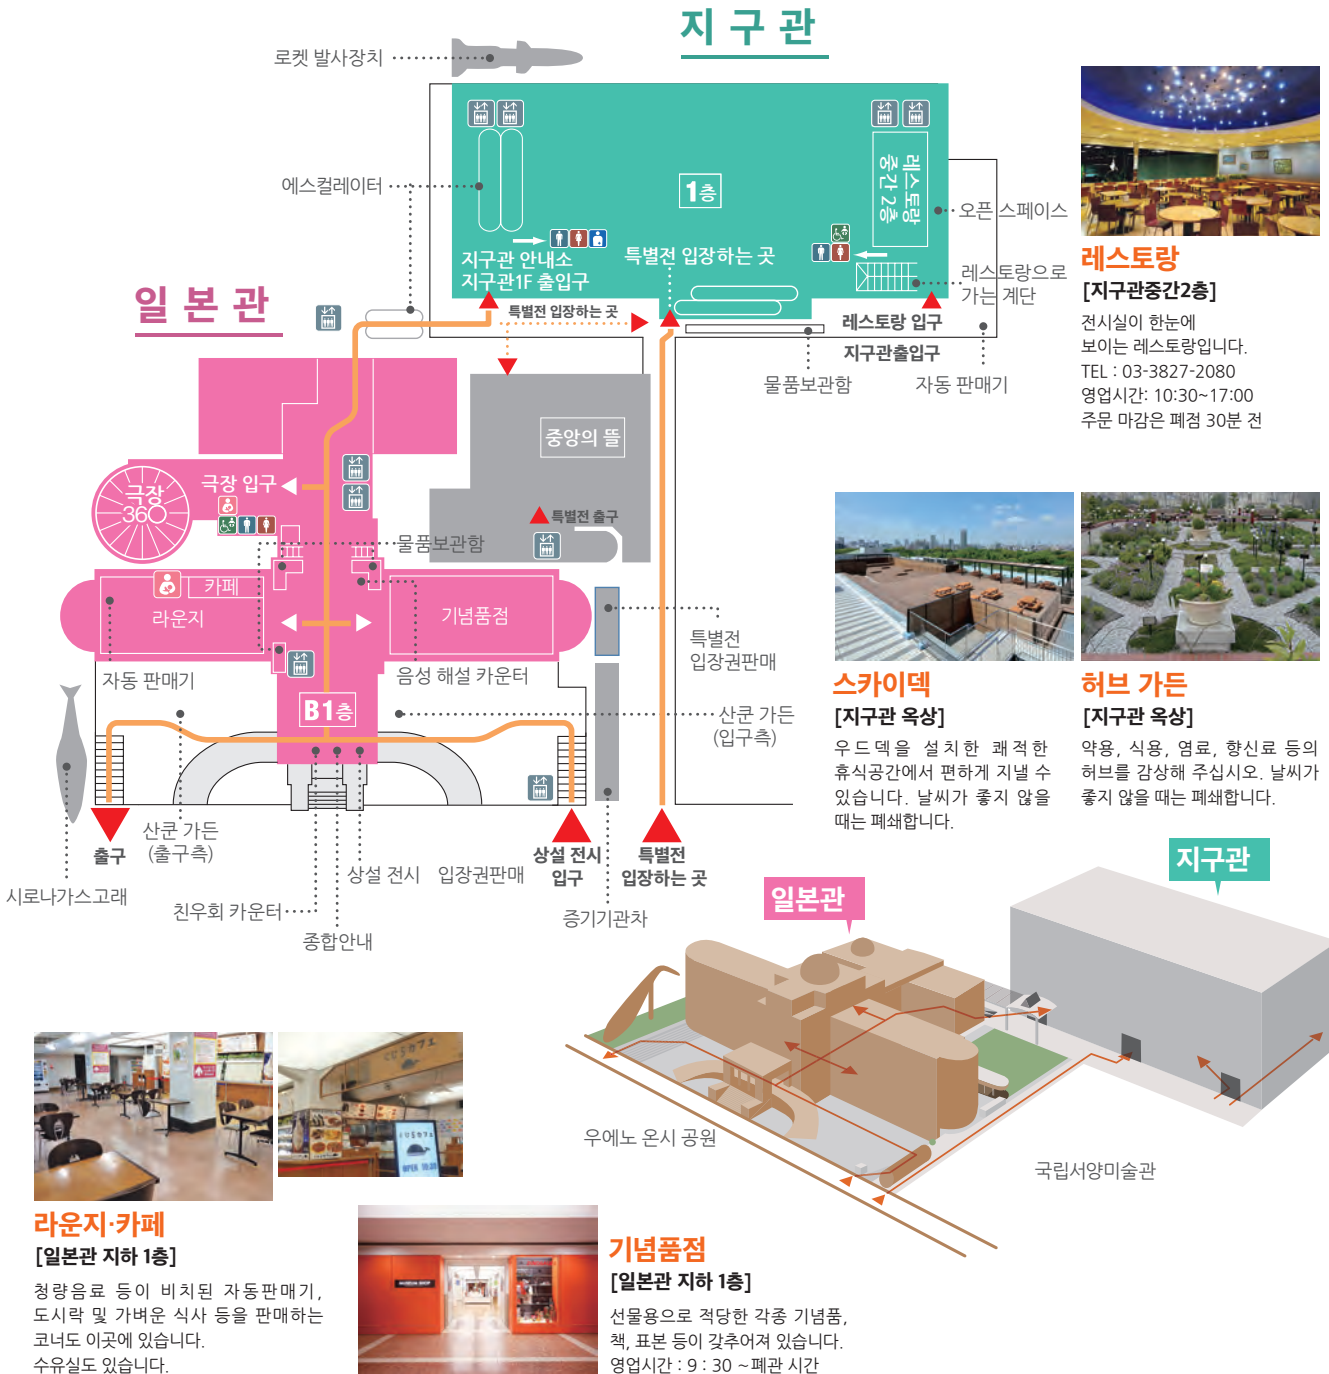 지구관
로켓 발사장치
에스컬레이터
1층
레스토랑
중간 2층
오픈 스페이스
지구관 안내소
지구관1F 출입구
특별전 입장하는 곳
레스토랑으로
가는 계단
특별전 입장하는 곳
레스토랑 입구
지구관출입구
물품보관함
자동 판매기
레스토랑
[지구관중간2층]
전시실이 한눈에
보이는 레스토랑입니다.
TEL : 03-3827-2080
영업시간: 10:30~17:00
주문 마감은 폐점 30분 전
일본관
중앙의 뜰
극장 입구
극장
360
특별전 출구
물품보관함
카페
라운지
기념품점
특별전
입장권판매
자동 판매기
음성 해설 카운터
B1층
산쿤 가든
(입구측)
산쿤 가든
(출구측)
출구
상설 전시
입구
특별전
입장하는 곳
상설 전시 입장권판매
시로나가스고래
친우회 카운터
종합안내
증기기관차
스카이덱
[지구관 옥상]
우드덱을 설치한 쾌적한
휴식공간에서 편하게 지낼 수
있습니다. 날씨가 좋지 않을
때는 폐쇄합니다.
허브 가든
[지구관 옥상]
약용, 식용, 염료, 향신료 등의
허브를 감상해 주십시오. 날씨가
좋지 않을 때는 폐쇄합니다.
지구관
일본관
우에노 온시 공원
국립서양미술관
라운지·카페
[일본관 지하 1층]
청량음료 등이 비치된 자동판매기,
도시락 및 가벼운 식사 등을 판매하는
코너도 이곳에 있습니다.
수유실도 있습니다.
기념품점
[일본관 지하 1층]
선물용으로 적당한 각종 기념품,
책, 표본 등이 갖추어져 있습니다.
영업시간 : 9 : 30 ~폐관 시간
OPEN 10:30
MUSEUM SHOP